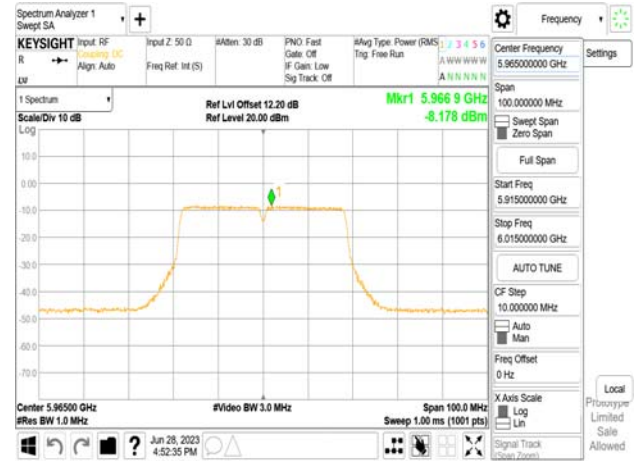 Spectrum Analyzer 1
Swept SA
Frequency
KEYSIGHT
R
Input: RF
Coupling: DC
Align: Auto
Input Z: 50 Ω
Freq Ref: Int (S)
#Atten: 30 dB
PNO: Fast
Gate: Off
IF Gain: Low
Sig Track: Off
#Avg Type: Power (RMS
Trig: Free Run
1 2 3 4 5 6
A W W W W W
A N N N N N
Center Frequency
5.965000000 GHz
Settings
1 Spectrum
Scale/Div 10 dB
Log
Ref Lvl Offset 12.20 dB
Ref Level 20.00 dBm
Mkr1 5.966 9 GHz
-8.178 dBm
1
10.0
0.00
-10.0
-20.0
-30.0
-40.0
-50.0
-60.0
-70.0
Span
100.000000 MHz
Swept Span
Zero Span
Full Span
Start Freq
5.915000000 GHz
Stop Freq
6.015000000 GHz
AUTO TUNE
CF Step
10.000000 MHz
Auto
Man
Freq Offset
0 Hz
X Axis Scale
Log
Lin
Signal Track
(Span Zoom)
Local
Prototype
Limited
Sale
Allowed
Center 5.96500 GHz
#Res BW 1.0 MHz
#Video BW 3.0 MHz
Span 100.0 MHz
Sweep 1.00 ms (1001 pts)
Jun 28, 2023
4:52:35 PM